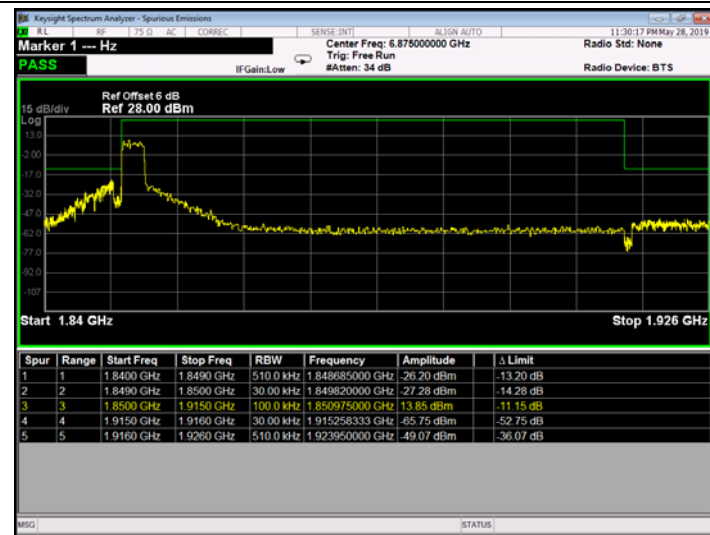 Keysight Spectrum Analyzer - Spurious Emissions
RL RF 75 Ω AC CORREC SENSE:INT ALIGN AUTO 11:30:17 PM May 28, 2019
Marker 1 --- Hz Center Freq: 6.875000000 GHz Radio Std: None
Trig: Free Run
PASS IFGain:Low #Atten: 34 dB Radio Device: BTS
Ref Offset 6 dB
15 dB/div Ref 28.00 dBm
Log
13.0
-2.00
-17.0
-32.0
-47.0
-62.0
-77.0
-92.0
-107
Start 1.84 GHz Stop 1.926 GHz
Spur Range Start Freq Stop Freq RBW Frequency Amplitude Δ Limit
1 1 1.8400 GHz 1.8490 GHz 510.0 kHz 1.848685000 GHz -26.20 dBm -13.20 dB
2 2 1.8490 GHz 1.8500 GHz 30.00 kHz 1.849820000 GHz -27.28 dBm -14.28 dB
3 3 1.8500 GHz 1.9150 GHz 100.0 kHz 1.850975000 GHz 13.85 dBm -11.15 dB
4 4 1.9150 GHz 1.9160 GHz 30.00 kHz 1.915258333 GHz -65.75 dBm -52.75 dB
5 5 1.9160 GHz 1.9260 GHz 510.0 kHz 1.923950000 GHz -49.07 dBm -36.07 dB
MSG STATUS